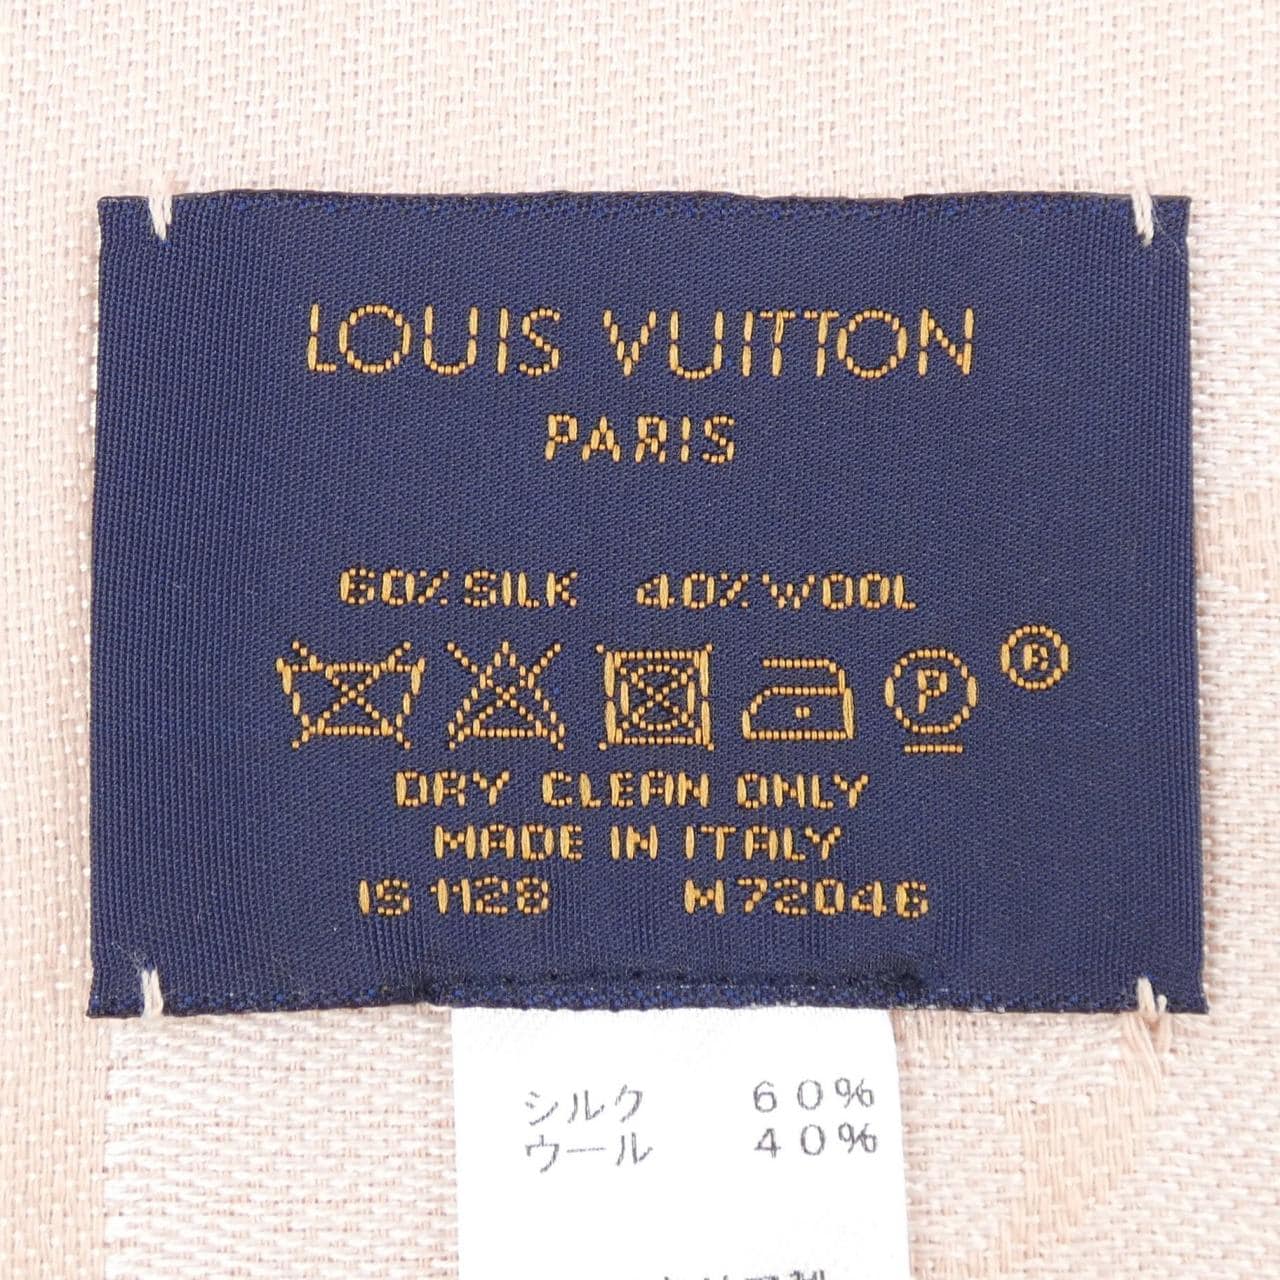 LOUIS VUITTON
PARIS
60% SILK 40% WOOL
P ®
DRY CLEAN ONLY
MADE IN ITALY
IS 1128 M72046
シルク 60%
ウール 40%